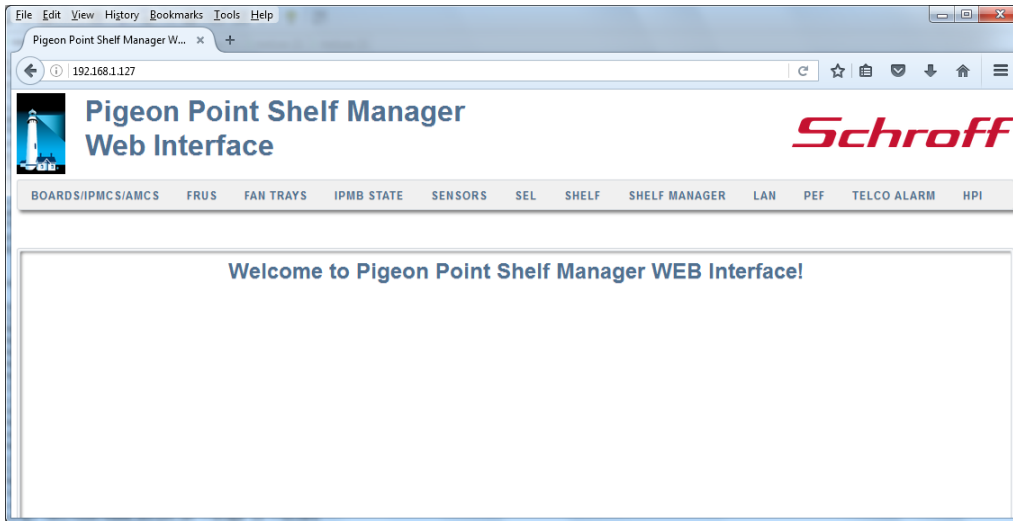 File Edit View History Bookmarks Tools Help
Pigeon Point Shelf Manager W...
192.168.1.127
Pigeon Point Shelf Manager
Web Interface
Schroff
BOARDS/IPMCS/AMCS FRUS FAN TRAYS IPMB STATE SENSORS SEL SHELF SHELF MANAGER LAN PEF TELCO ALARM HPI
Welcome to Pigeon Point Shelf Manager WEB Interface!